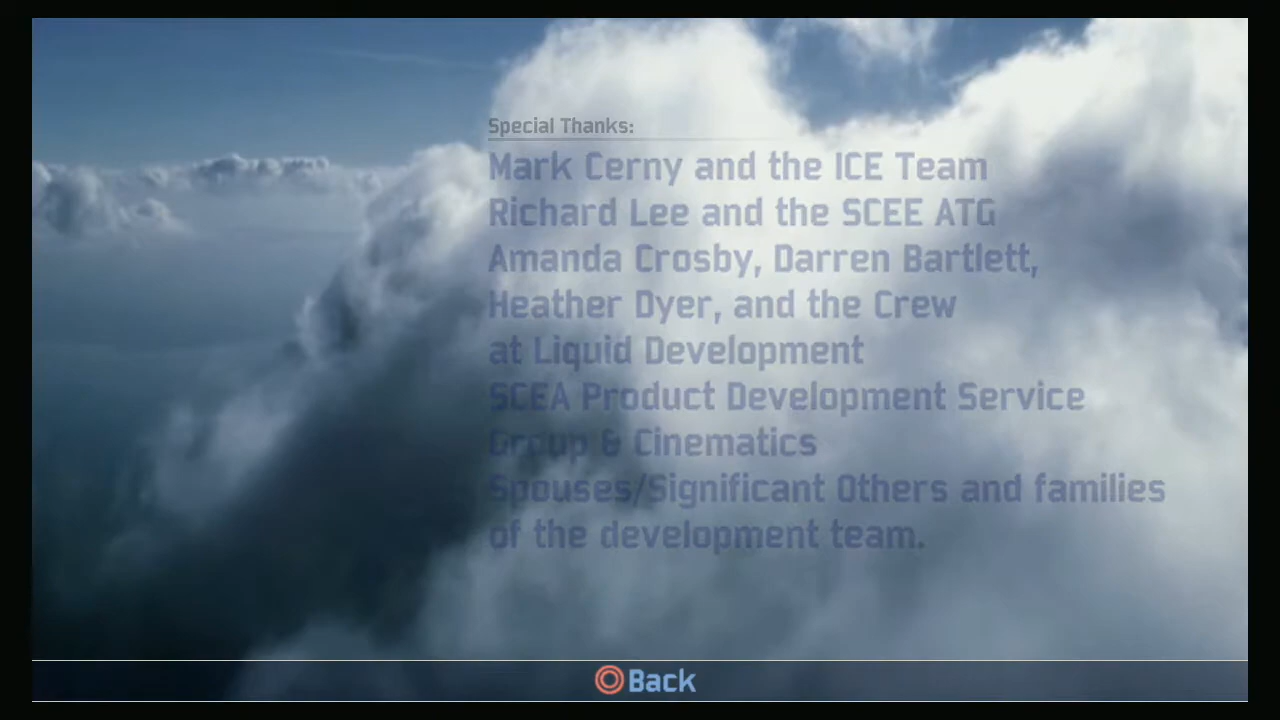 Special Thanks:
Mark Cerny and the ICE Team
Richard Lee and the SCEE ATG
Amanda Crosby, Darren Bartlett,
Heather Dyer, and the Crew
at Liquid Development
SCEA Product Development Service
Group & Cinematics
Spouses/Significant Others and families
of the development team.
Back